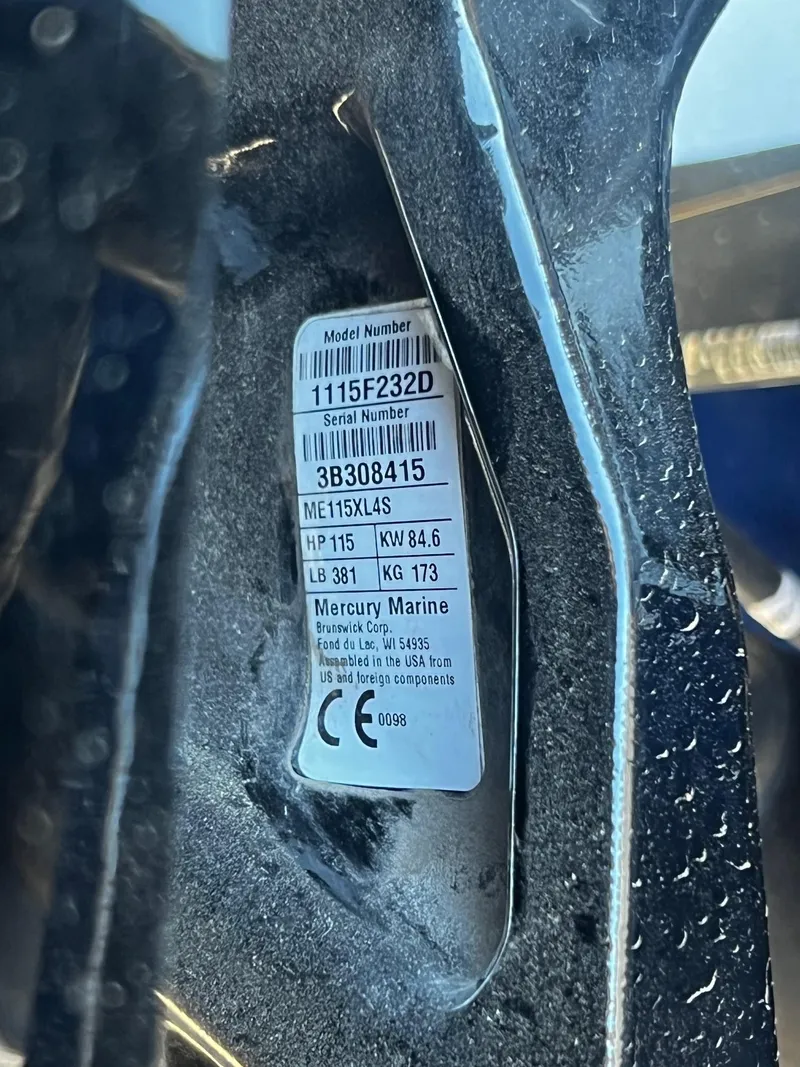 Model Number
1115F232D
Serial Number
3B308415
ME115XL4S
HP 115 KW 84.6
LB 381 KG 173
Mercury Marine
Brunswick Corp.
Fond du Lac, WI 54935
Assembled in the USA from
US and foreign components
CE 0098